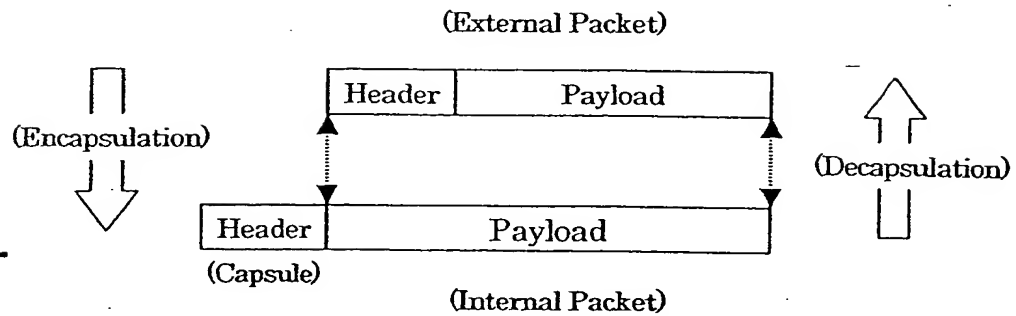 (External Packet)
Header Payload
(Encapsulation)
(Decapsulation)
Header Payload
(Capsule)
(Internal Packet)